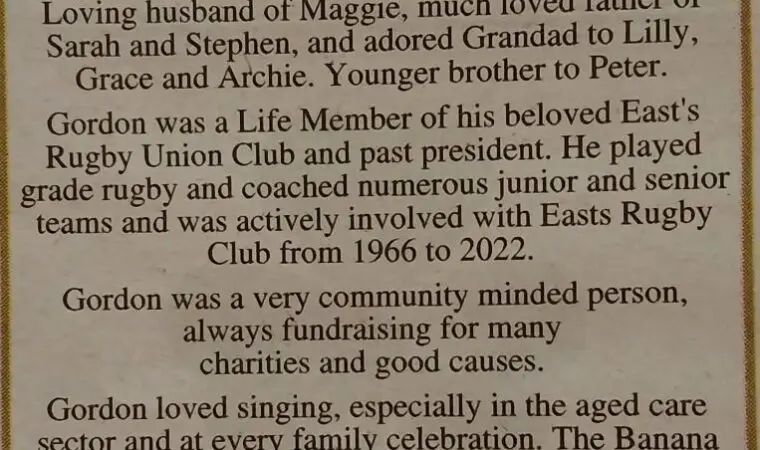 Loving husband of Maggie, much loved father of
Sarah and Stephen, and adored Grandad to Lilly,
Grace and Archie. Younger brother to Peter.
Gordon was a Life Member of his beloved East's
Rugby Union Club and past president. He played
grade rugby and coached numerous junior and senior
teams and was actively involved with Easts Rugby
Club from 1966 to 2022.
Gordon was a very community minded person,
always fundraising for many
charities and good causes.
Gordon loved singing, especially in the aged care
sector and at every family celebration. The Banana